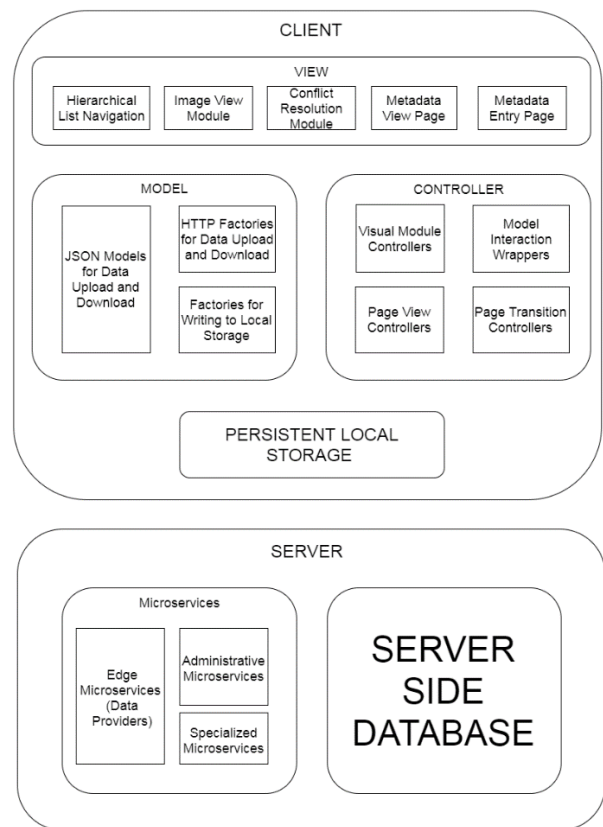 CLIENT
VIEW
Hierarchical
List Navigation
Image View
Module
Conflict
Resolution
Module
Metadata
View Page
Metadata
Entry Page
MODEL
JSON Models
for Data
Upload and
Download
HTTP Factories
for Data Upload
and Download
Factories for
Writing to Local
Storage
CONTROLLER
Visual Module
Controllers
Model
Interaction
Wrappers
Page View
Controllers
Page Transition
Controllers
PERSISTENT LOCAL
STORAGE
SERVER
Microservices
Edge
Microservices
(Data
Providers)
Administrative
Microservices
Specialized
Microservices
SERVER
SIDE
DATABASE